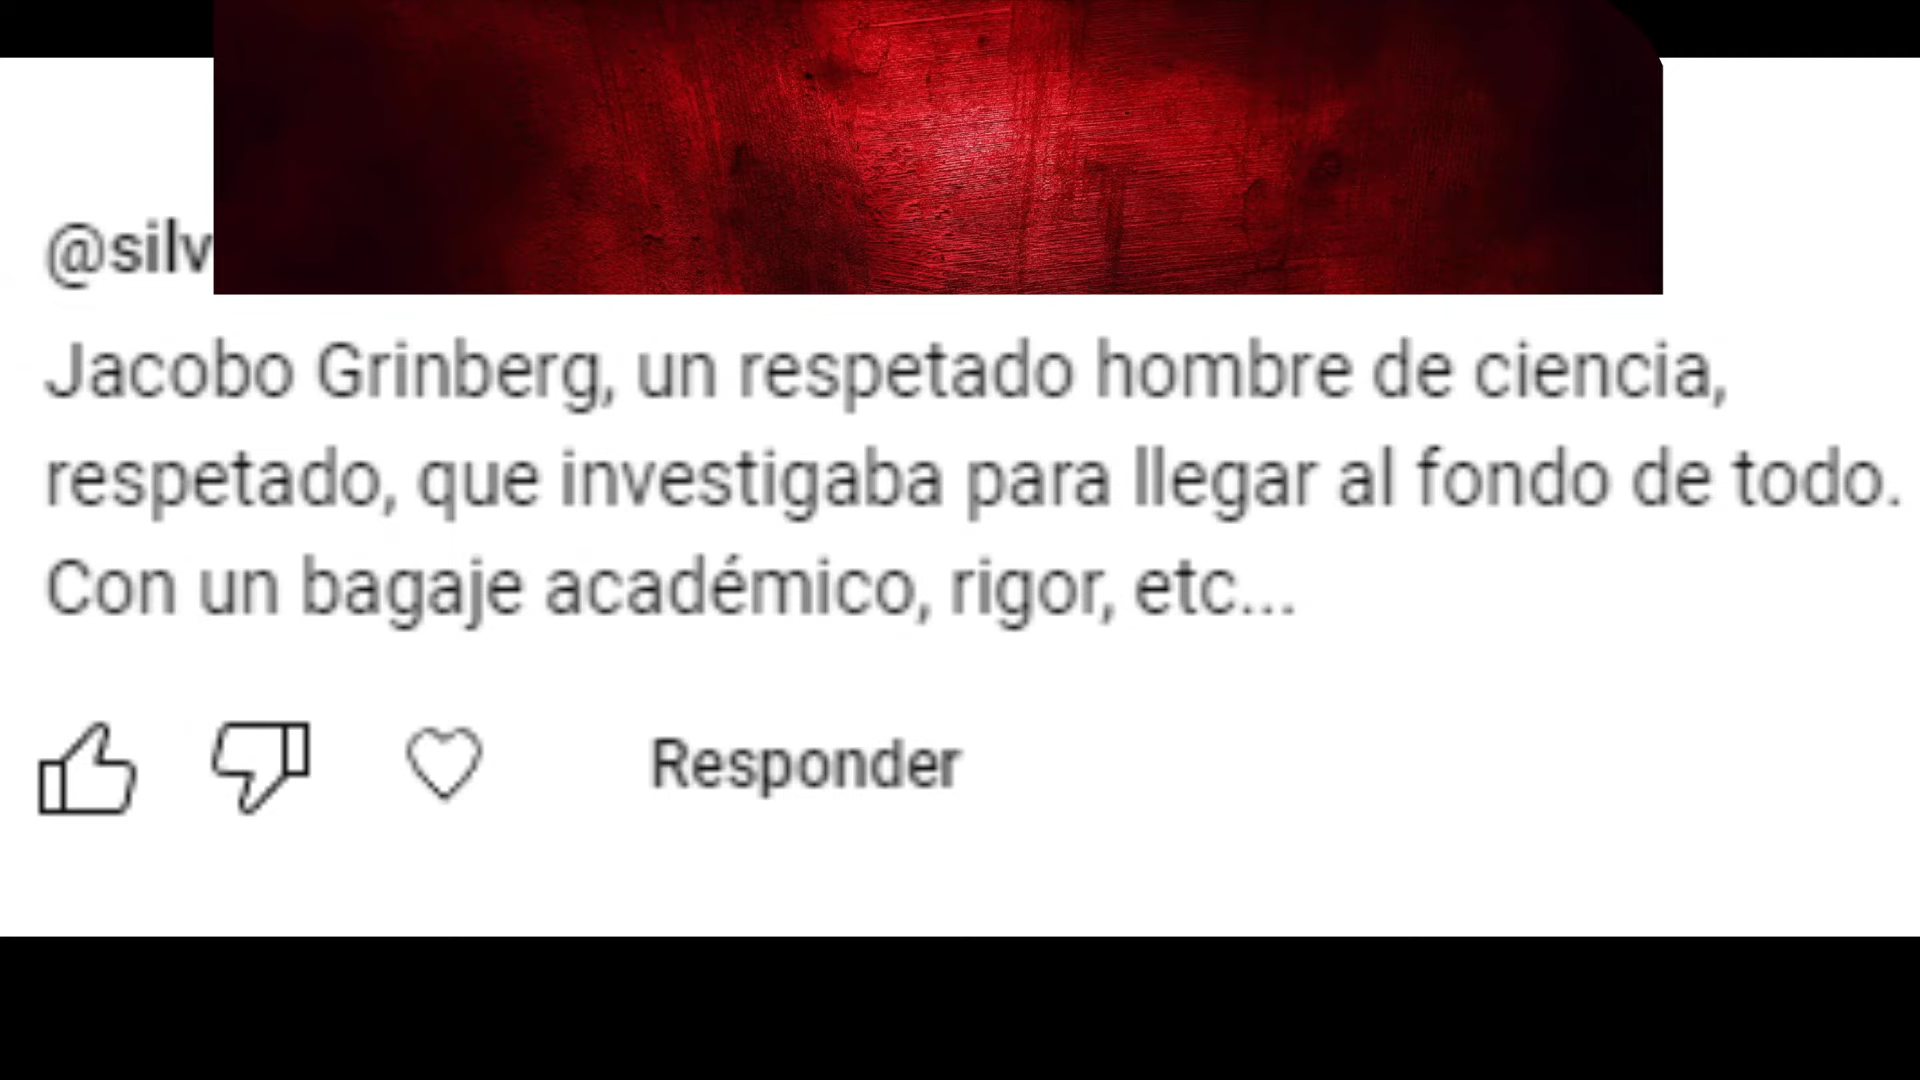 @silv
Jacobo Grinberg, un respetado hombre de ciencia,
respetado, que investigaba para llegar al fondo de todo.
Con un bagaje académico, rigor, etc...
Responder